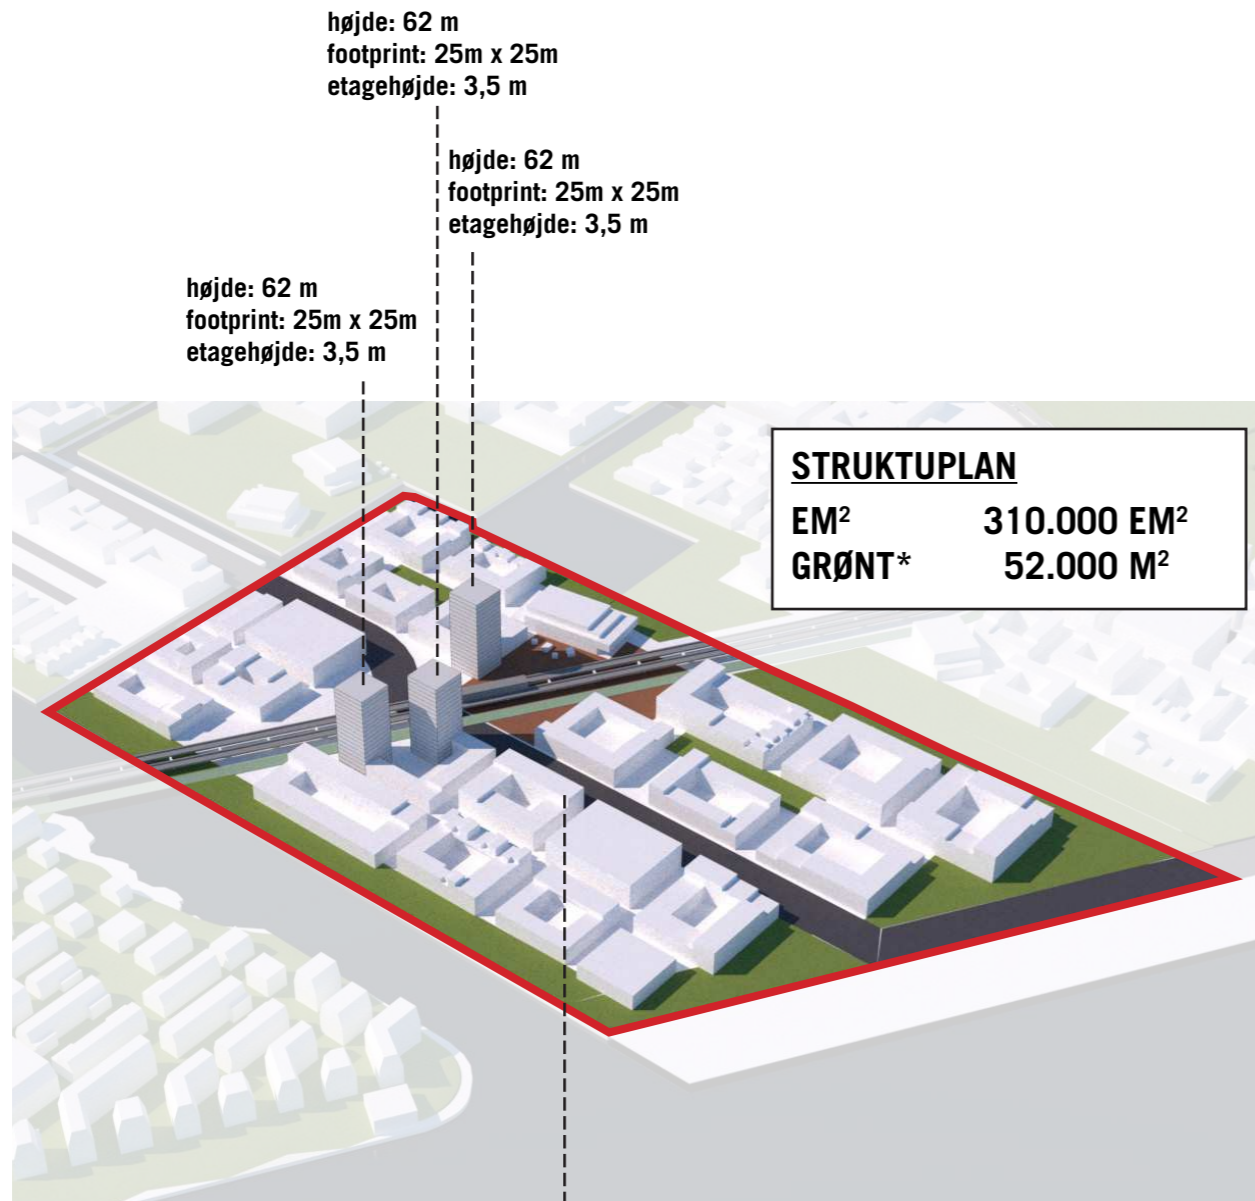 højde: 62 m
footprint: 25m x 25m
etagehøjde: 3,5 m
højde: 62 m
footprint: 25m x 25m
etagehøjde: 3,5 m
højde: 62 m
footprint: 25m x 25m
etagehøjde: 3,5 m
STRUKTUPLAN
EM² 310.000 EM²
GRØNT* 52.000 M²